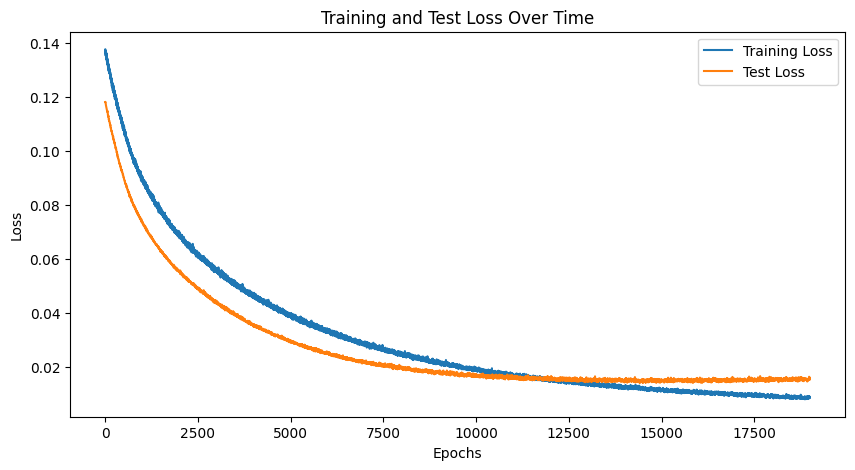 Training and Test Loss Over Time
Training Loss
Test Loss
Loss
0.14
0.12
0.10
0.08
0.06
0.04
0.02
0 2500 5000 7500 10000 12500 15000 17500
Epochs